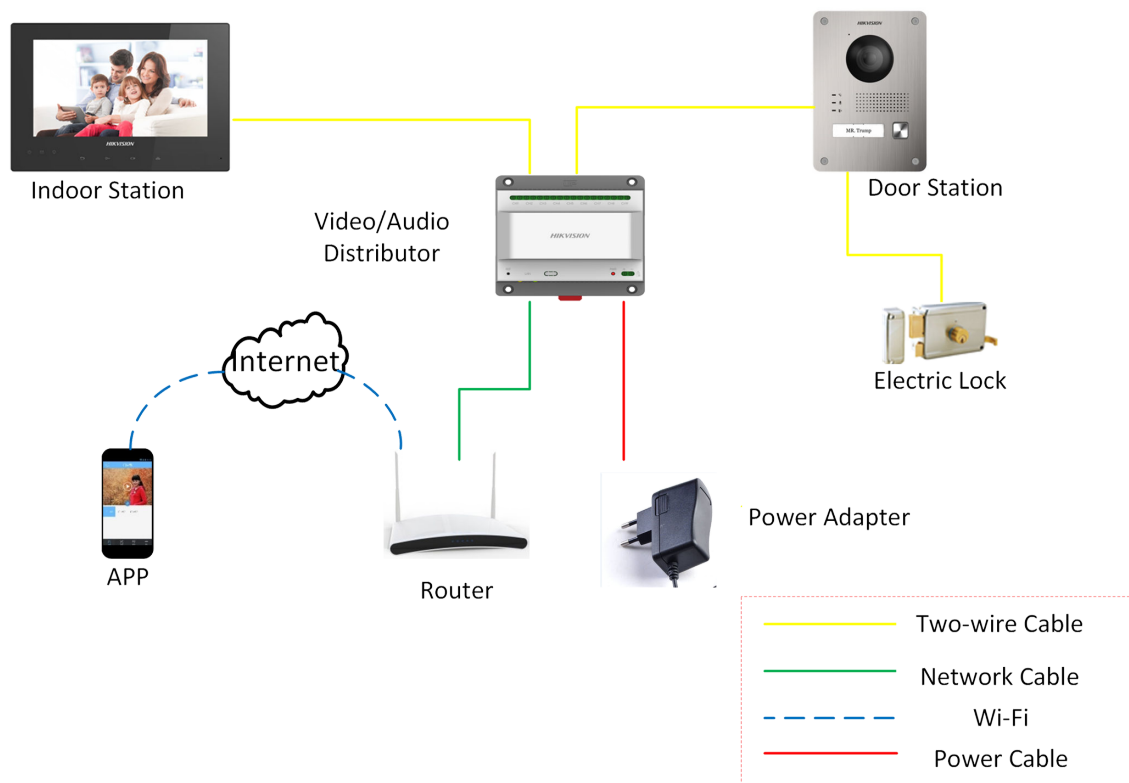 HIKVISION
Indoor Station
HIKVISION
MR. Trump
Door Station
Video/Audio
Distributor
HIKVISION
Internet
Electric Lock
APP
Router
Power Adapter
Two-wire Cable
Network Cable
Wi-Fi
Power Cable